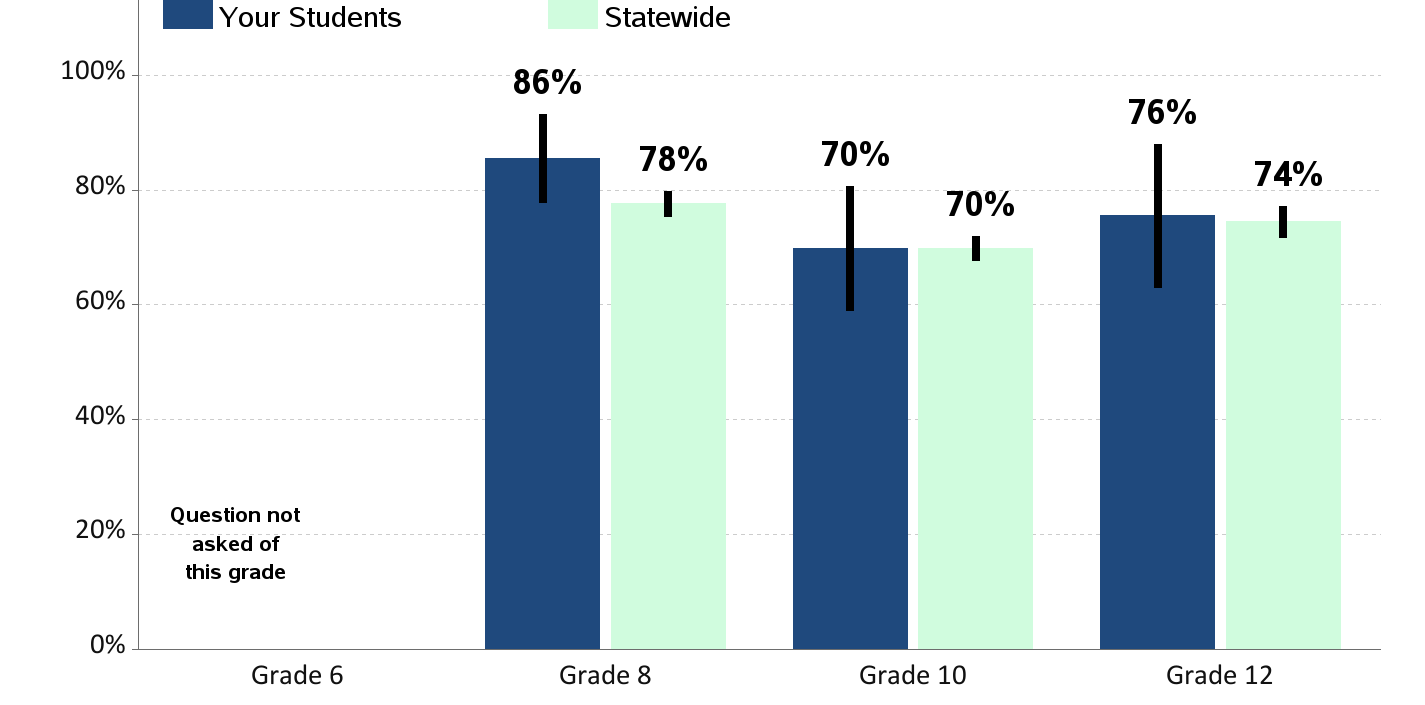 Your Students Statewide
100%
80%
60%
40%
20%
0%
86%
78%
70%
70%
76%
74%
Question not
asked of
this grade
Grade 6 Grade 8 Grade 10 Grade 12